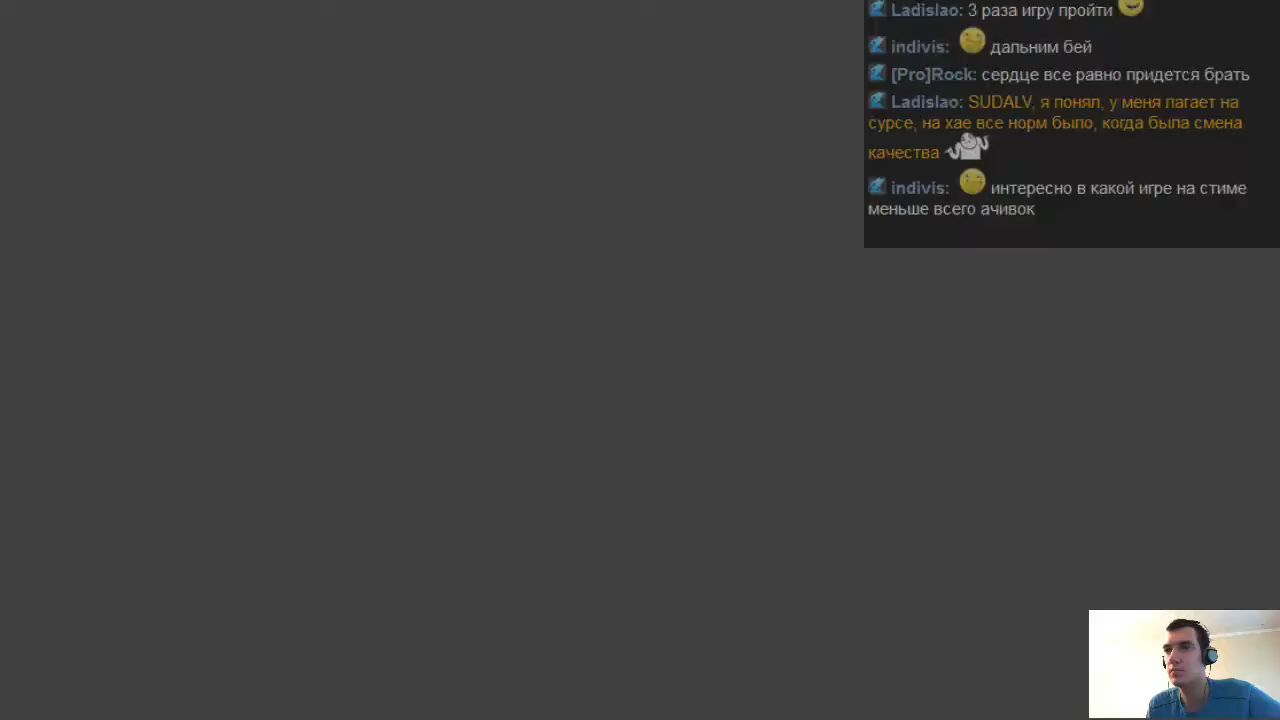 Ladislao: 3 раза игру пройти
indivis: дальним бей
[Pro]Rock: сердце все равно придется брать
Ladislao: SUDALV, я понял, у меня лагает на
сурсе, на хае все норм было, когда была смена
качества
indivis: интересно в какой игре на стиме
меньше всего ачивок